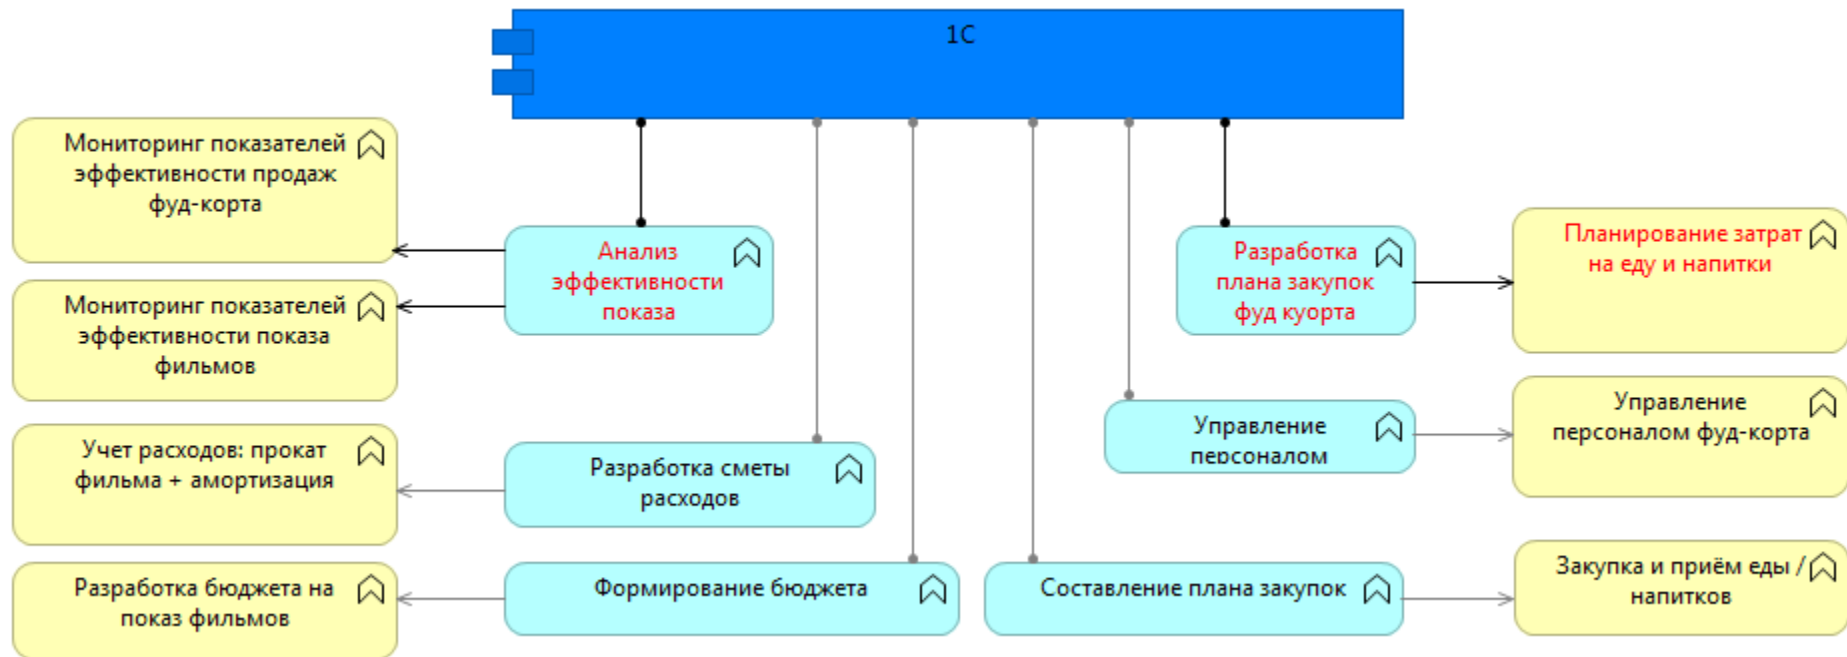 1С
Мониторинг показателей
эффективности продаж
фуд-корта
Мониторинг показателей
эффективности показа
фильмов
Учет расходов: прокат
фильма + амортизация
Разработка бюджета на
показ фильмов
Анализ
эффективности
показа
Разработка сметы
расходов
Формирование бюджета
Разработка
плана закупок
фуд куорта
Управление
персоналом
Составление плана закупок
Планирование затрат
на еду и напитки
Управление
персоналом фуд-корта
Закупка и приём еды /
напитков